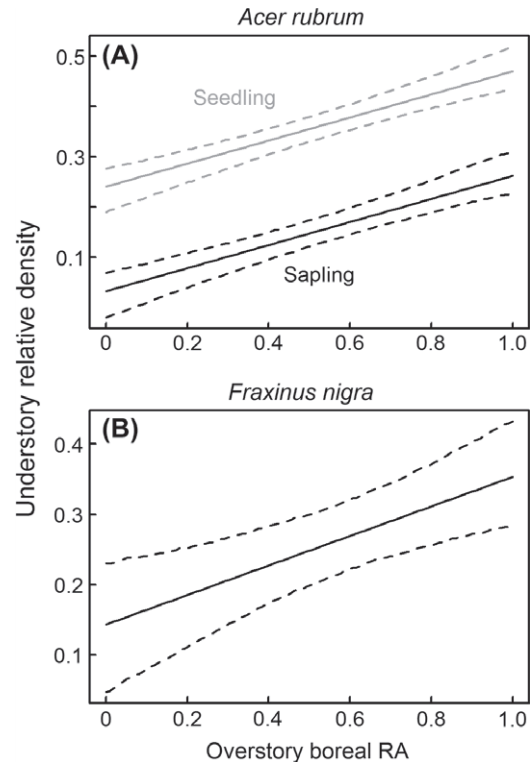 Acer rubrum
(A)
Seedling
Sapling
0.5
0.3
0.1
0 0.2 0.4 0.6 0.8 1.0
Understory relative density
Fraxinus nigra
(B)
0.4
0.3
0.2
0.1
0 0.2 0.4 0.6 0.8 1.0
Overstory boreal RA